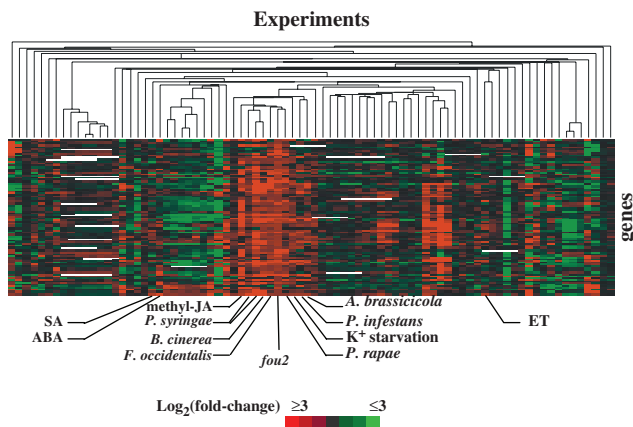 Experiments
genes
methyl-JA
A. brassicicola
SA
P. syringae
P. infestans
ET
ABA
B. cinerea
K+ starvation
F. occidentalis
fou2
P. rapae
Log2(fold-change) ≥3 ≤3